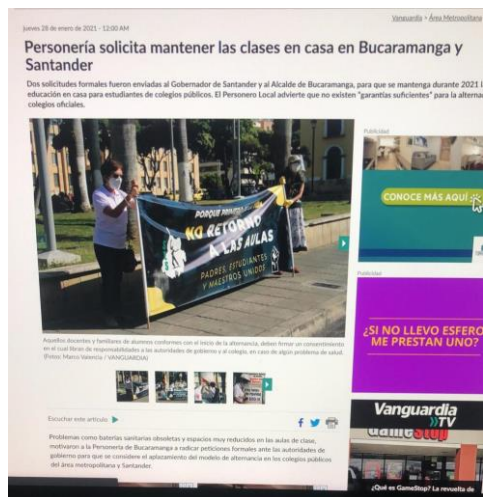 Vanguardia > Área Metropolitana
jueves 28 de enero de 2021 - 12:00 AM
Personería solicita mantener las clases en casa en Bucaramanga y
Santander
Dos solicitudes formales fueron enviadas al Gobernador de Santander y al Alcalde de Bucaramanga, para que se mantenga durante 2021 l
educación en casa para estudiantes de colegios públicos. El Personero Local advierte que no existen "garantías suficientes" para la alterna
colegios oficiales.
Publicidad
PORQUE PRIMERO
NO RETORNO
A LAS AULAS
PADRES, ESTUDIANTES
Y MAESTROS UNIDOS
CONOCE MÁS AQUÍ
Publicidad
¿SI NO LLEVO ESFERO
ME PRESTAN UNO?
Aquellos docentes y familiares de alumnos conformes con el inicio de la alternancia, deben firmar un consentimiento
en el cual libran de responsabilidades a las autoridades de gobierno y al colegio, en caso de algún problema de salud.
(Fotos: Marco Valencia / VANGUARDIA)
Escuchar este artículo
Vanguardia
TV
GameStop
Problemas como baterías sanitarias obsoletas y espacios muy reducidos en las aulas de clase,
motivaron a la Personería de Bucaramanga a radicar peticiones formales ante las autoridades de
gobierno para que se considere el aplazamiento del modelo de alternancia en los colegios públicos
del área metropolitana y Santander.
¿Qué es GameStop? La revuelta de